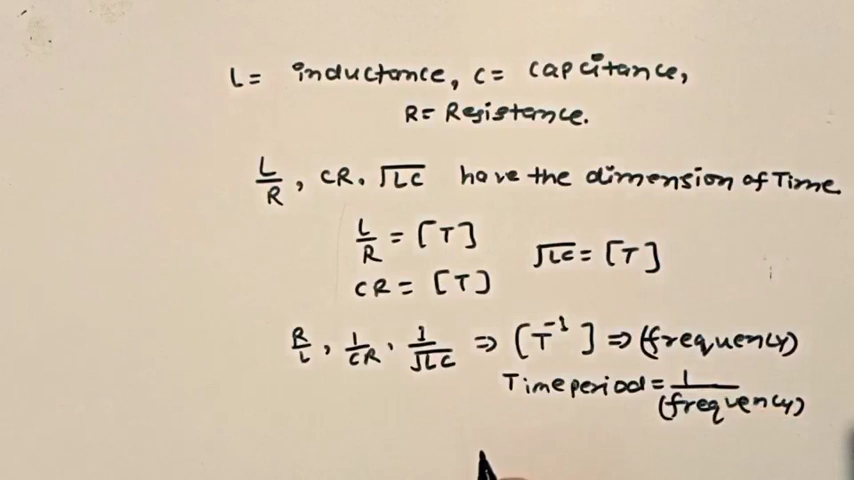 L = inductance, C = capcitance,
R = Resistance.
L/R, CR, √LC have the dimension of Time.
L/R = [T]
√LC = [T]
CR = [T]
R/L, 1/CR, 1/√LC ⇒ [T⁻¹] ⇒ (frequency)
Time period = 1/(frequency)